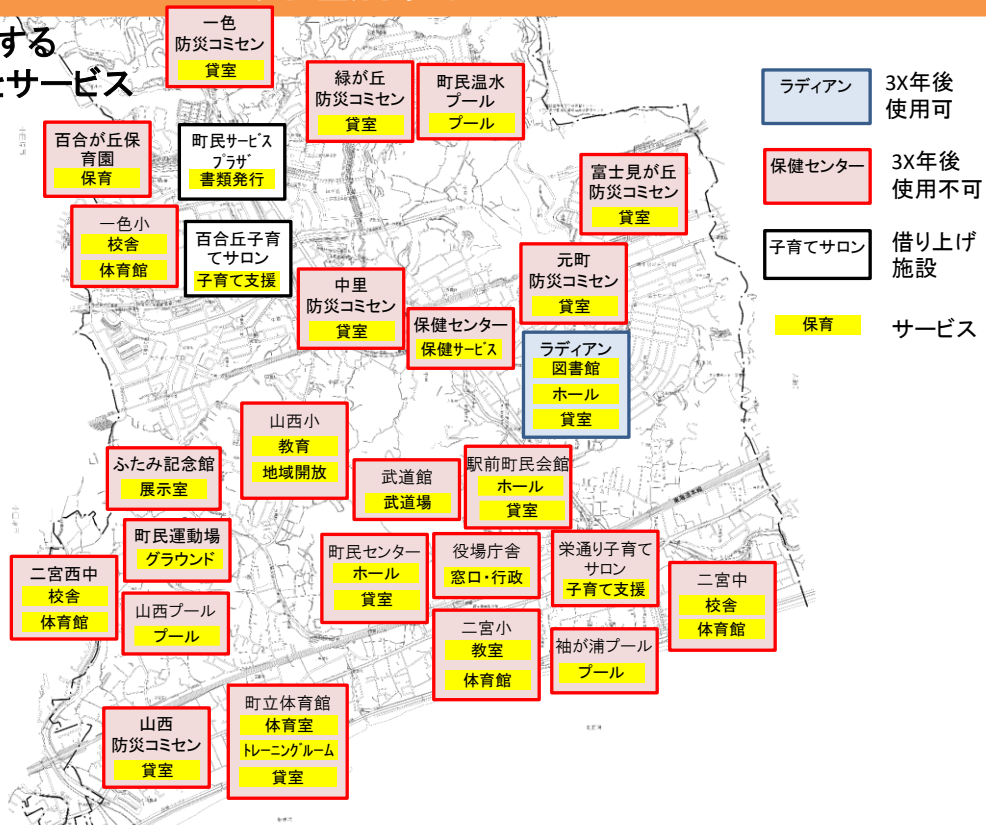 する
サービス
一色
防災コミセン
貸室
緑が丘
防災コミセン
貸室
町民温水
プール
プール
ラディアン
3X年後
使用可
百合が丘保
育園
保育
町民サービス
プラザ
書類発行
富士見が丘
防災コミセン
貸室
保健センター
3X年後
使用不可
一色小
校舎
体育館
百合丘子育
てサロン
子育て支援
中里
防災コミセン
貸室
元町
防災コミセン
貸室
子育てサロン
借り上げ
施設
保健センター
保健サービス
保育
サービス
ラディアン
図書館
ホール
貸室
山西小
教育
地域開放
ふたみ記念館
展示室
武道館
武道場
駅前町民会館
ホール
貸室
東海道本線
町民運動場
グラウンド
町民センター
ホール
貸室
役場庁舎
窓口・行政
栄通り子育て
サロン
子育て支援
二宮西中
校舎
体育館
山西プール
プール
二宮中
校舎
体育館
二宮小
教室
体育館
袖が浦プール
プール
山西
防災コミセン
貸室
町立体育館
体育室
トレーニングルーム
貸室